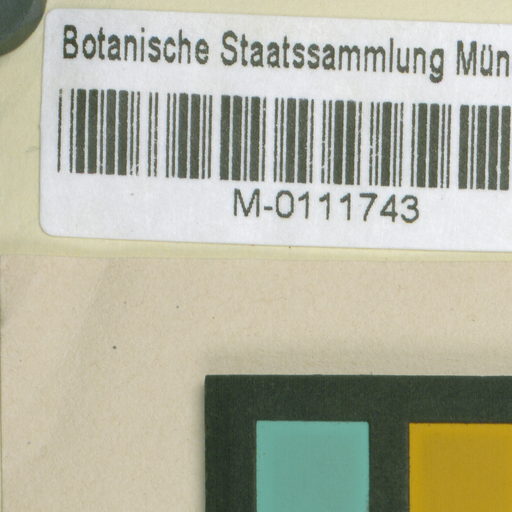 Botanische Staatssammlung Mün
M-0111743